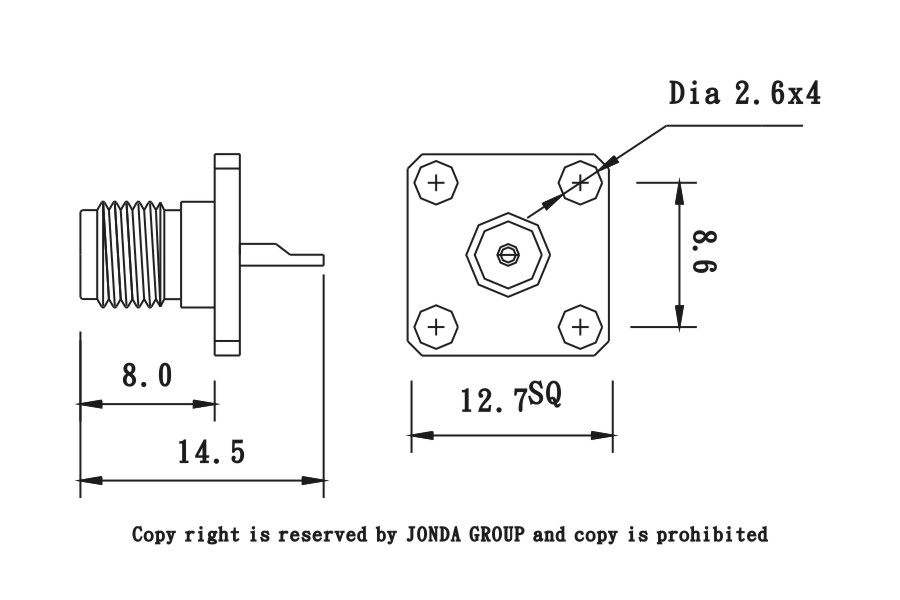 Dia 2.6x4
8.6
8.0
12.7SQ
14.5
Copy right is reserved by JONDA GROUP and copy is prohibited